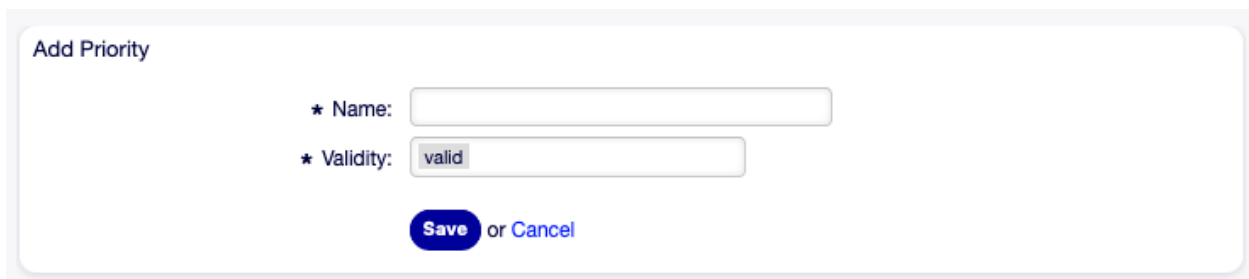 Add Priority
★ Name:
★ Validity: valid
Save or Cancel